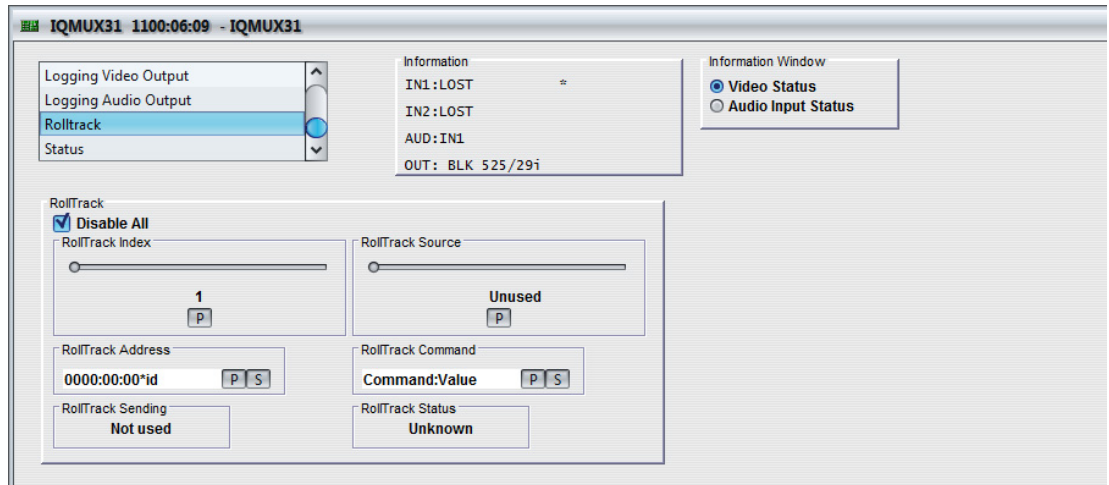 IQMUX31 1100:06:09 - IQMUX31
Logging Video Output
Logging Audio Output
Rolltrack
Status
Information
IN1:LOST *
IN2:LOST
AUD:IN1
OUT: BLK 525/29i
Information Window
Video Status
Audio Input Status
RollTrack
Disable All
RollTrack Index
1
P
RollTrack Source
Unused
P
RollTrack Address
0000:00:00*id P S
RollTrack Command
Command:Value P S
RollTrack Sending
Not used
RollTrack Status
Unknown